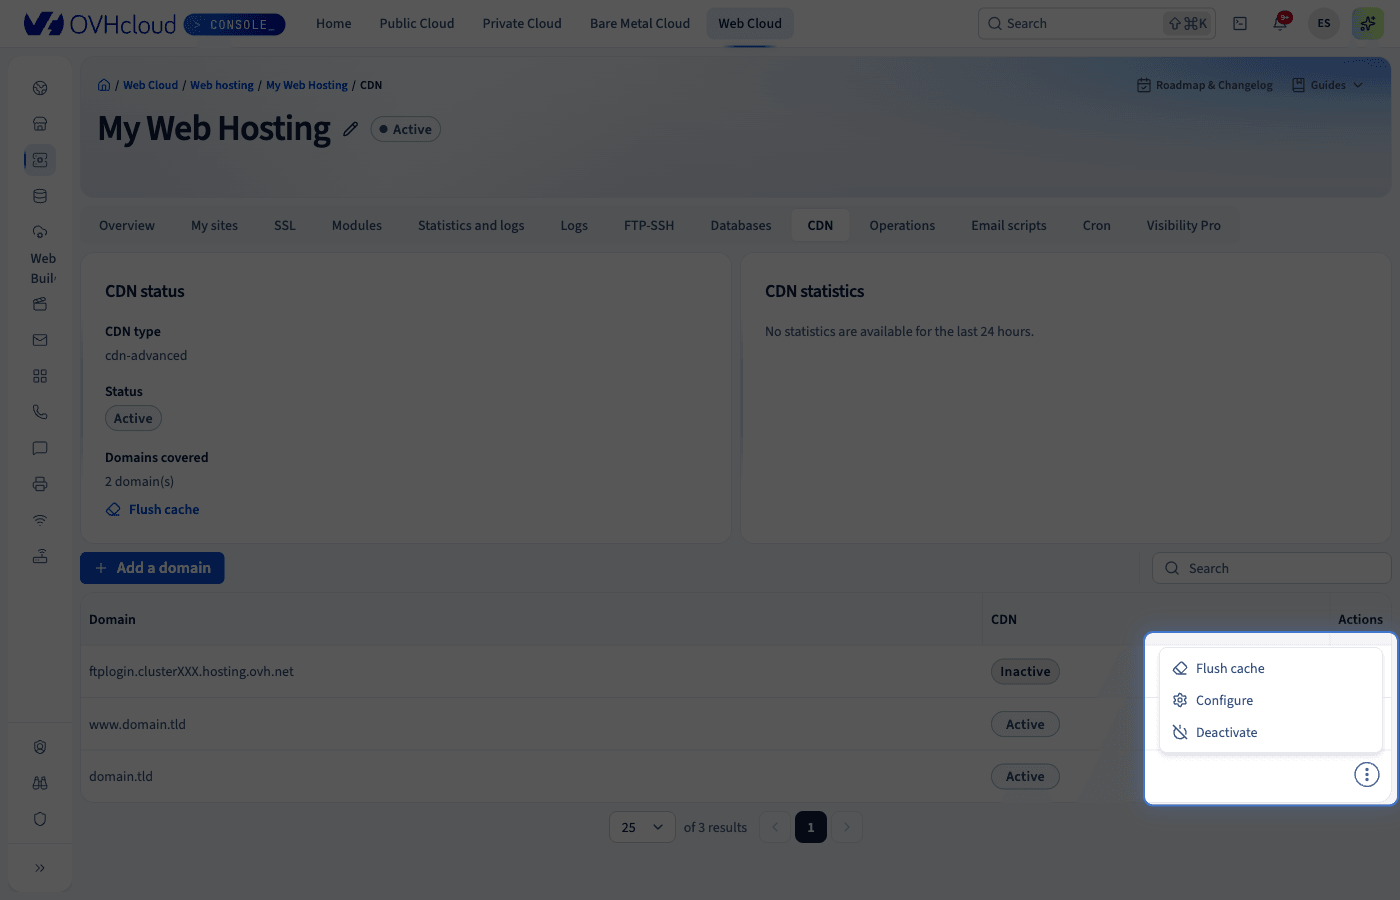 OVHcloud > CONSOLE_
Home Public Cloud Private Cloud Bare Metal Cloud Web Cloud
Search ⇧⌘K 9+ ES
/ Web Cloud / Web hosting / My Web Hosting / CDN
Roadmap & Changelog Guides
My Web Hosting Active
Overview My sites SSL Modules Statistics and logs Logs FTP-SSH Databases CDN Operations Email scripts Cron Visibility Pro
Web
Buil
CDN status
CDN type
cdn-advanced
Status
Active
Domains covered
2 domain(s)
Flush cache
CDN statistics
No statistics are available for the last 24 hours.
+ Add a domain
Search
Domain CDN Actions
ftplogin.clusterXXX.hosting.ovh.net Inactive
www.domain.tld Active
domain.tld Active
Flush cache
Configure
Deactivate
25 of 3 results 1